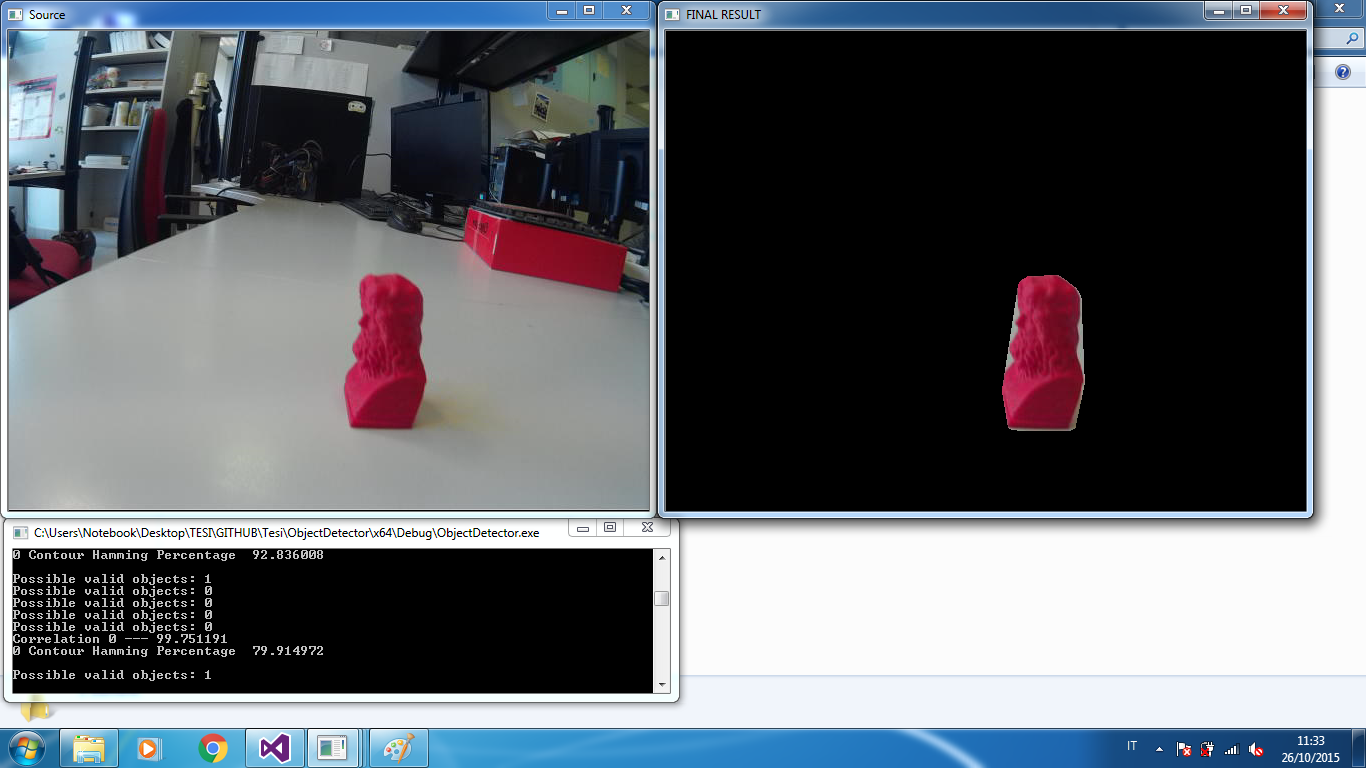 Source
FINAL RESULT
C:\Users\Notebook\Desktop\TESI\GITHUB\Tesi\ObjectDetector\x64\Debug\ObjectDetector.exe
0 Contour Hamming Percentage  92.836008
Possible valid objects: 1
Possible valid objects: 0
Possible valid objects: 0
Possible valid objects: 0
Possible valid objects: 0
Correlation 0 --- 99.751191
0 Contour Hamming Percentage  79.914972
Possible valid objects: 1
IT
11:33
26/10/2015